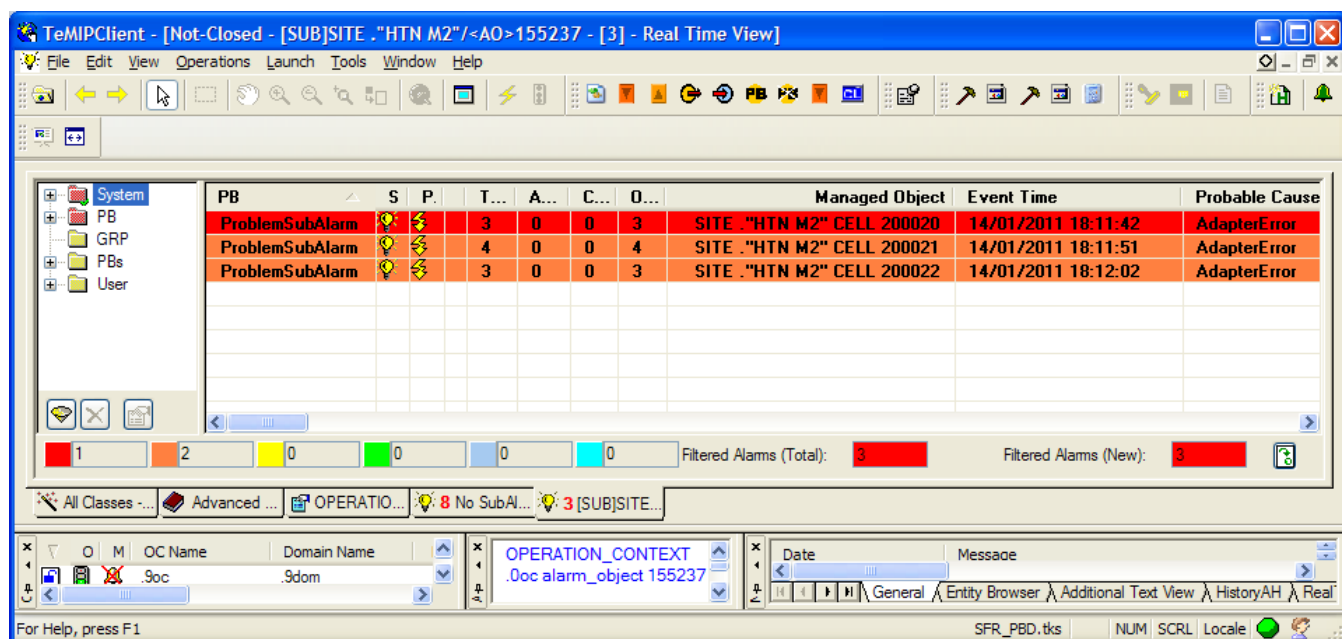 TeMIPClient - [Not-Closed - [SUB]SITE ."HTN M2"/<AO>155237 - [3] - Real Time View]
File Edit View Operations Launch Tools Window Help
PB CL
System
PB
GRP
PBs
User
PB S P. T... A... C... O... Managed Object Event Time Probable Cause
ProblemSubAlarm 3 0 0 3 SITE ."HTN M2" CELL 200020 14/01/2011 18:11:42 AdapterError
ProblemSubAlarm 4 0 0 4 SITE ."HTN M2" CELL 200021 14/01/2011 18:11:51 AdapterError
ProblemSubAlarm 3 0 0 3 SITE ."HTN M2" CELL 200022 14/01/2011 18:12:02 AdapterError
1 2 0 0 0 0 Filtered Alarms (Total): 3 Filtered Alarms (New): 3
All Classes -... Advanced ... OPERATIO... 8 No SubAl... 3 [SUB]SITE...
O M OC Name Domain Name
.9oc .9dom
OPERATION_CONTEXT
.0oc alarm_object 155237
Date Message
General Entity Browser Additional Text View HistoryAH Real
For Help, press F1 SFR_PBD.tks NUM SCRL Locale